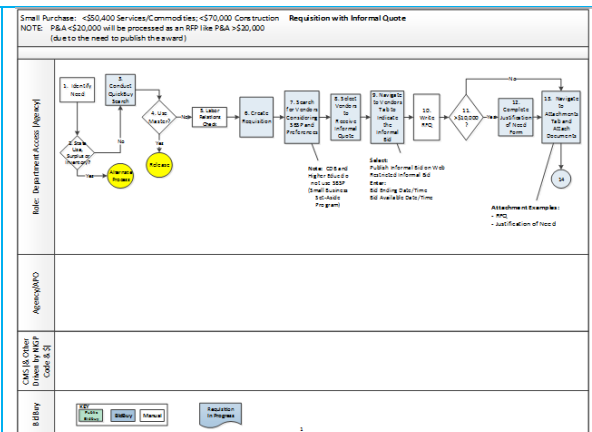 Small Purchase: <$50,400 Services/Commodities; <$70,000 Construction Requisition with Informal Quote
NOTE: P&A <$20,000 will be processed as an RFP like P&A >$20,000
(due to the need to publish the award)
Role: Department Access (Agency)
1. Identify
Need
2. State
Use,
Surplus or
Inventory?
Yes
No
Alternate
Process
3.
Conduct
QuickBuy
Search
4. Use
Master?
Yes
No
Release
5. Labor
Relations
Check
6. Create
Requisition
7. Search
for Vendors
Considering
SBSP and
Preferences
Note: CDB and
Higher Ed use do
not use SBSP
(Small Business
Set-Aside
Program)
8. Select
Vendors
to
Receive
Informal
Quote
9. Navigate
to Vendors
Tab to
Indicate
the
Informal
Bid
Select:
Publish Informal Bid on Web
Restricted Informal Bid
Enter:
Bid Ending Date/Time
Bid Available Date/Time
10.
Write
RFQ
11.
>$10,000
?
No
Yes
12.
Complete
Justification
of Need
Form
13. Navigate
to
Attachments
Tab and
Attach
Documents
14
Attachment Examples:
- RFQ
- Justification of Need
Agency/APO
CMS (& Other
Driven by NIGP
Code & $)
BidBuy
KEY
Public
BidBuy
BidBuy
Manual
Requisition
In Progress
1